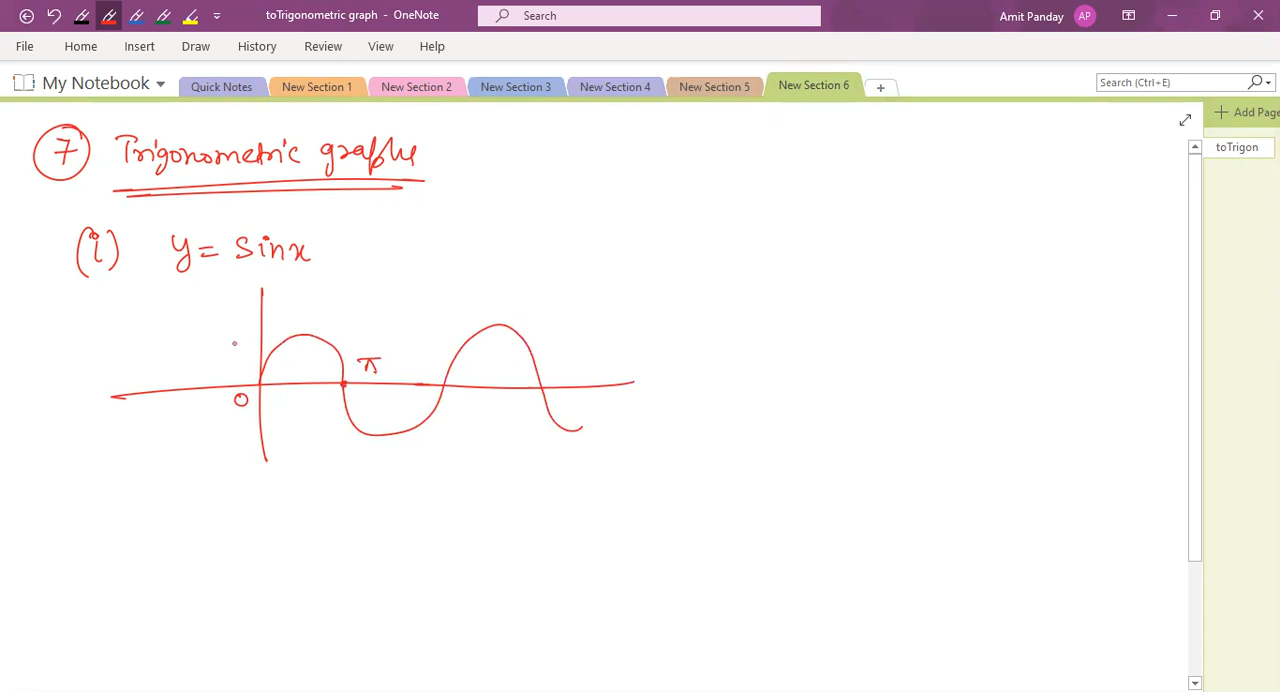 toTrigonometric graph - OneNote
Search
Amit Panday
AP
File Home Insert Draw History Review View Help
My Notebook
Quick Notes New Section 1 New Section 2 New Section 3 New Section 4 New Section 5 New Section 6 +
Search (Ctrl+E)
+ Add Page
toTrigon
7 Trigonometric graphs
(i) y = sinx
π
0